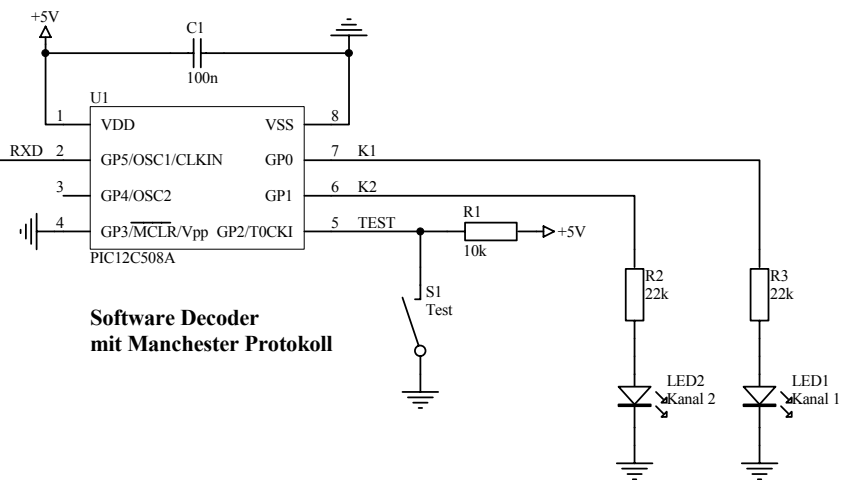 +5V
C1
100n
U1
1 VDD VSS 8
RXD 2 GP5/OSC1/CLKIN GP0 7 K1
3 GP4/OSC2 GP1 6 K2
4 GP3/MCLR/Vpp GP2/T0CKI 5 TEST
R1
10k
+5V
PIC12C508A
R2
22k
R3
22k
S1
Test
Software Decoder
mit Manchester Protokoll
LED2
Kanal 2
LED1
Kanal 1